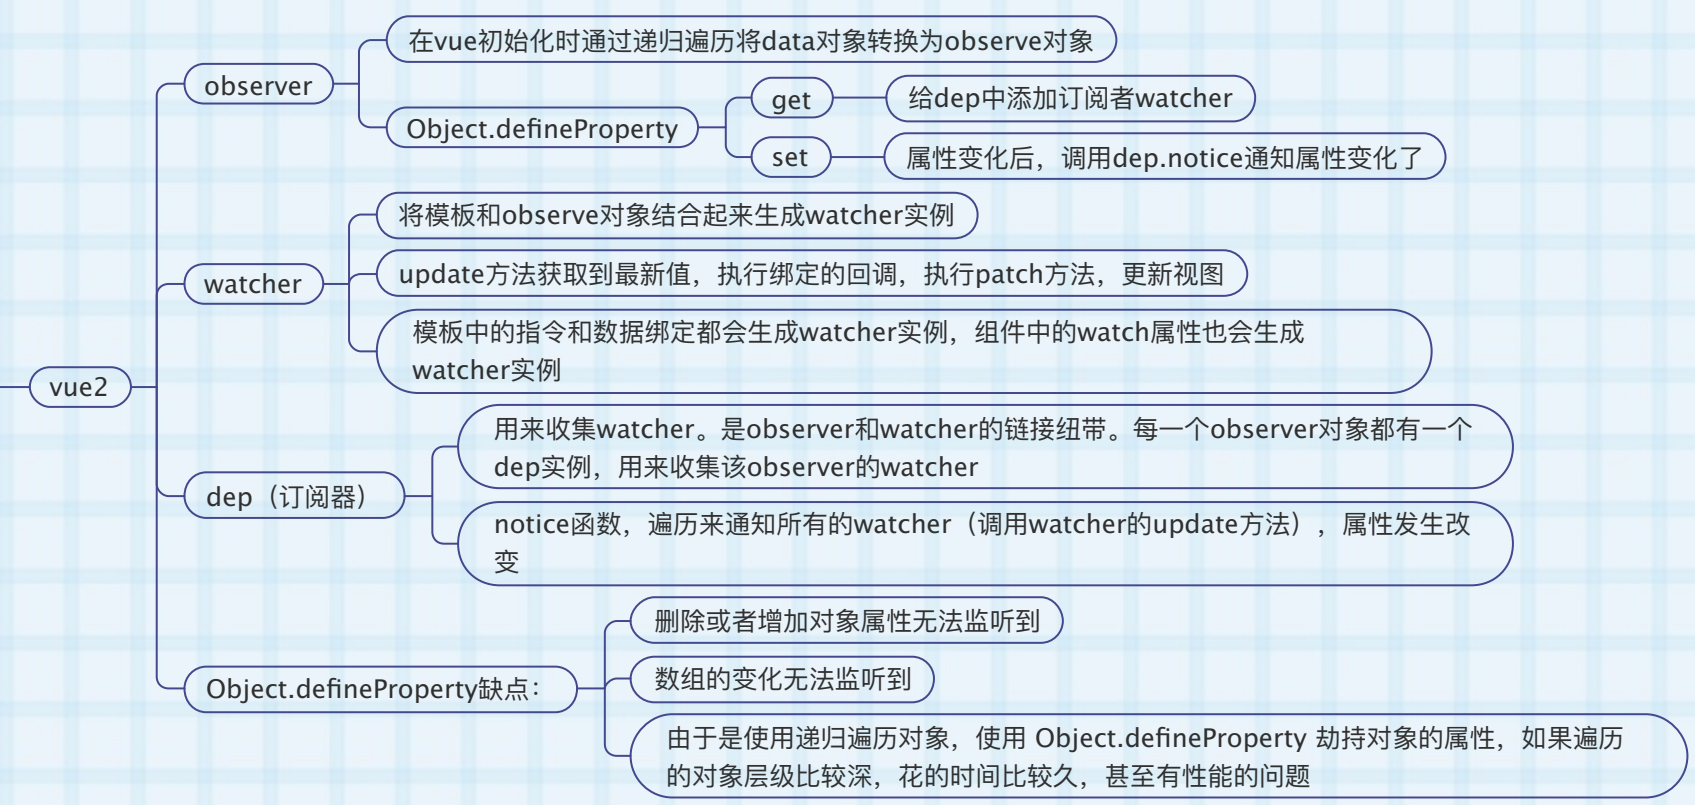 vue2
observer
在vue初始化时通过递归遍历将data对象转换为observe对象
Object.defineProperty
get
给dep中添加订阅者watcher
set
属性变化后，调用dep.notice通知属性变化了
watcher
将模板和observe对象结合起来生成watcher实例
update方法获取到最新值，执行绑定的回调，执行patch方法，更新视图
模板中的指令和数据绑定都会生成watcher实例，组件中的watch属性也会生成
watcher实例
dep（订阅器）
用来收集watcher。是observer和watcher的链接纽带。每一个observer对象都有一个
dep实例，用来收集该observer的watcher
notice函数，遍历来通知所有的watcher（调用watcher的update方法），属性发生改
变
Object.defineProperty缺点：
删除或者增加对象属性无法监听到
数组的变化无法监听到
由于是使用递归遍历对象，使用 Object.defineProperty 劫持对象的属性，如果遍历
的对象层级比较深，花的时间比较久，甚至有性能的问题